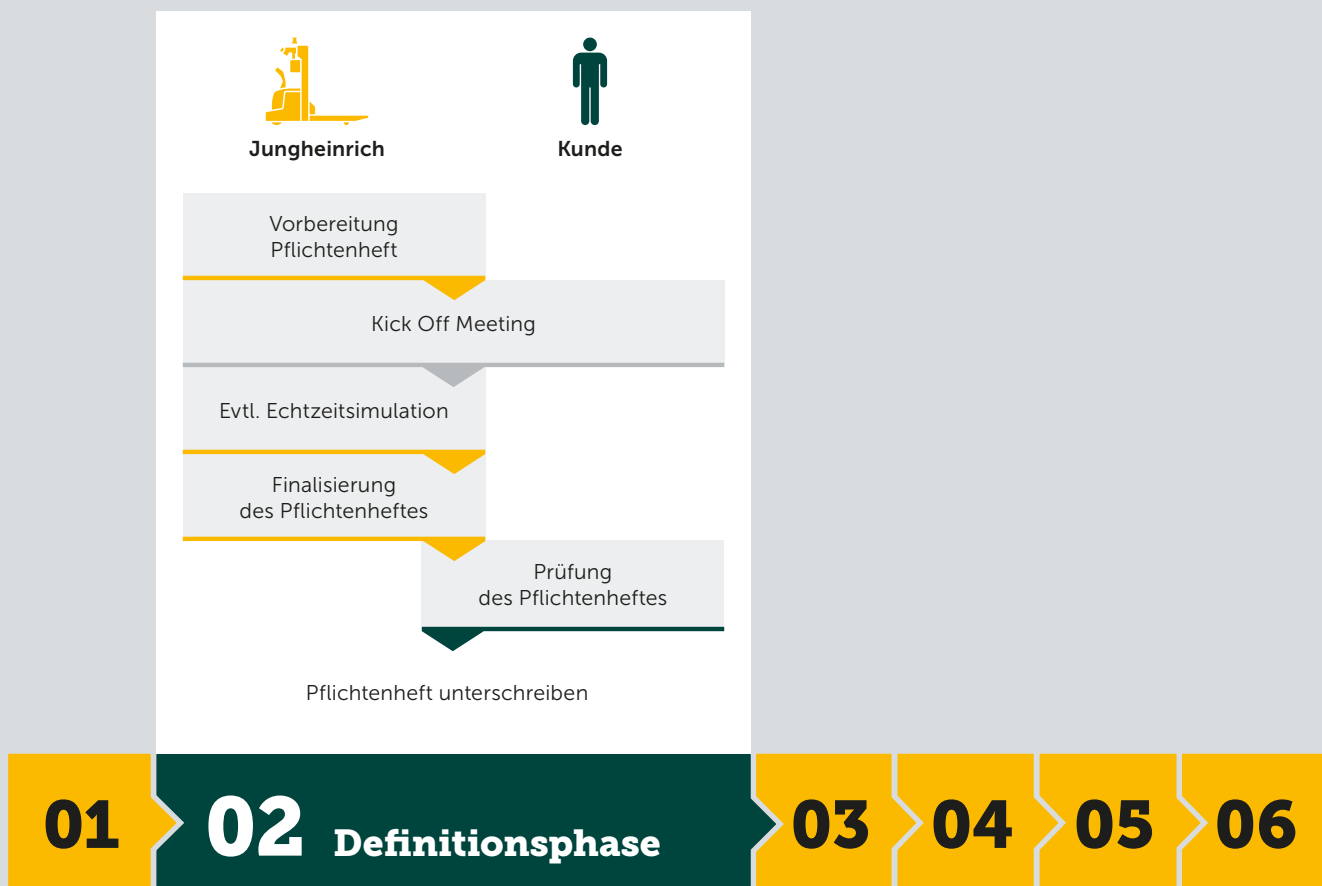 Jungheinrich
Kunde
Vorbereitung
Pflichtenheft
Kick Off Meeting
Evtl. Echtzeitsimulation
Finalisierung
des Pflichtenheftes
Prüfung
des Pflichtenheftes
Pflichtenheft unterschreiben
01
02 Definitionsphase
03
04
05
06